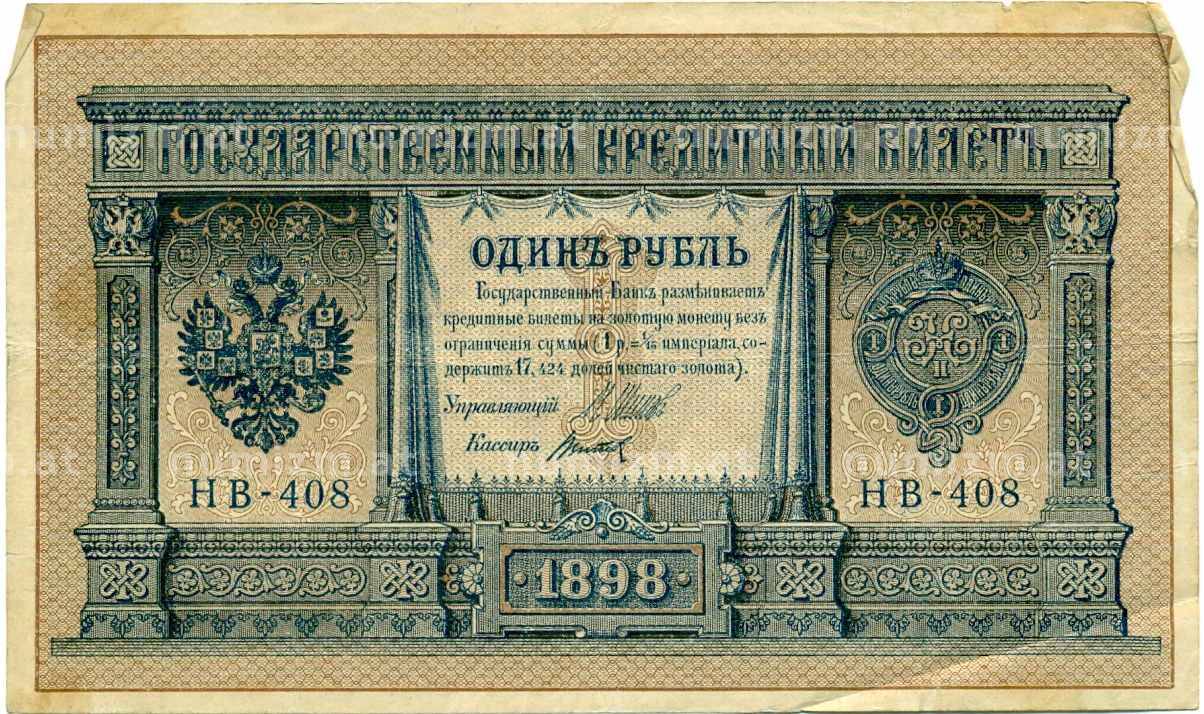 ГОСУДАРСТВЕННЫЙ КРЕДИТНЫЙ БИЛЕТЪ
ОДИНЪ РУБЛЬ
Государственный Банкъ размѣниваетъ
кредитные билеты на золотую монету безъ
ограниченія суммы (1 р.= 1/15 имперіала, со-
держитъ 17,424 долей чистаго золота).
Управляющій
Кассиръ
НВ-408
НВ-408
1898